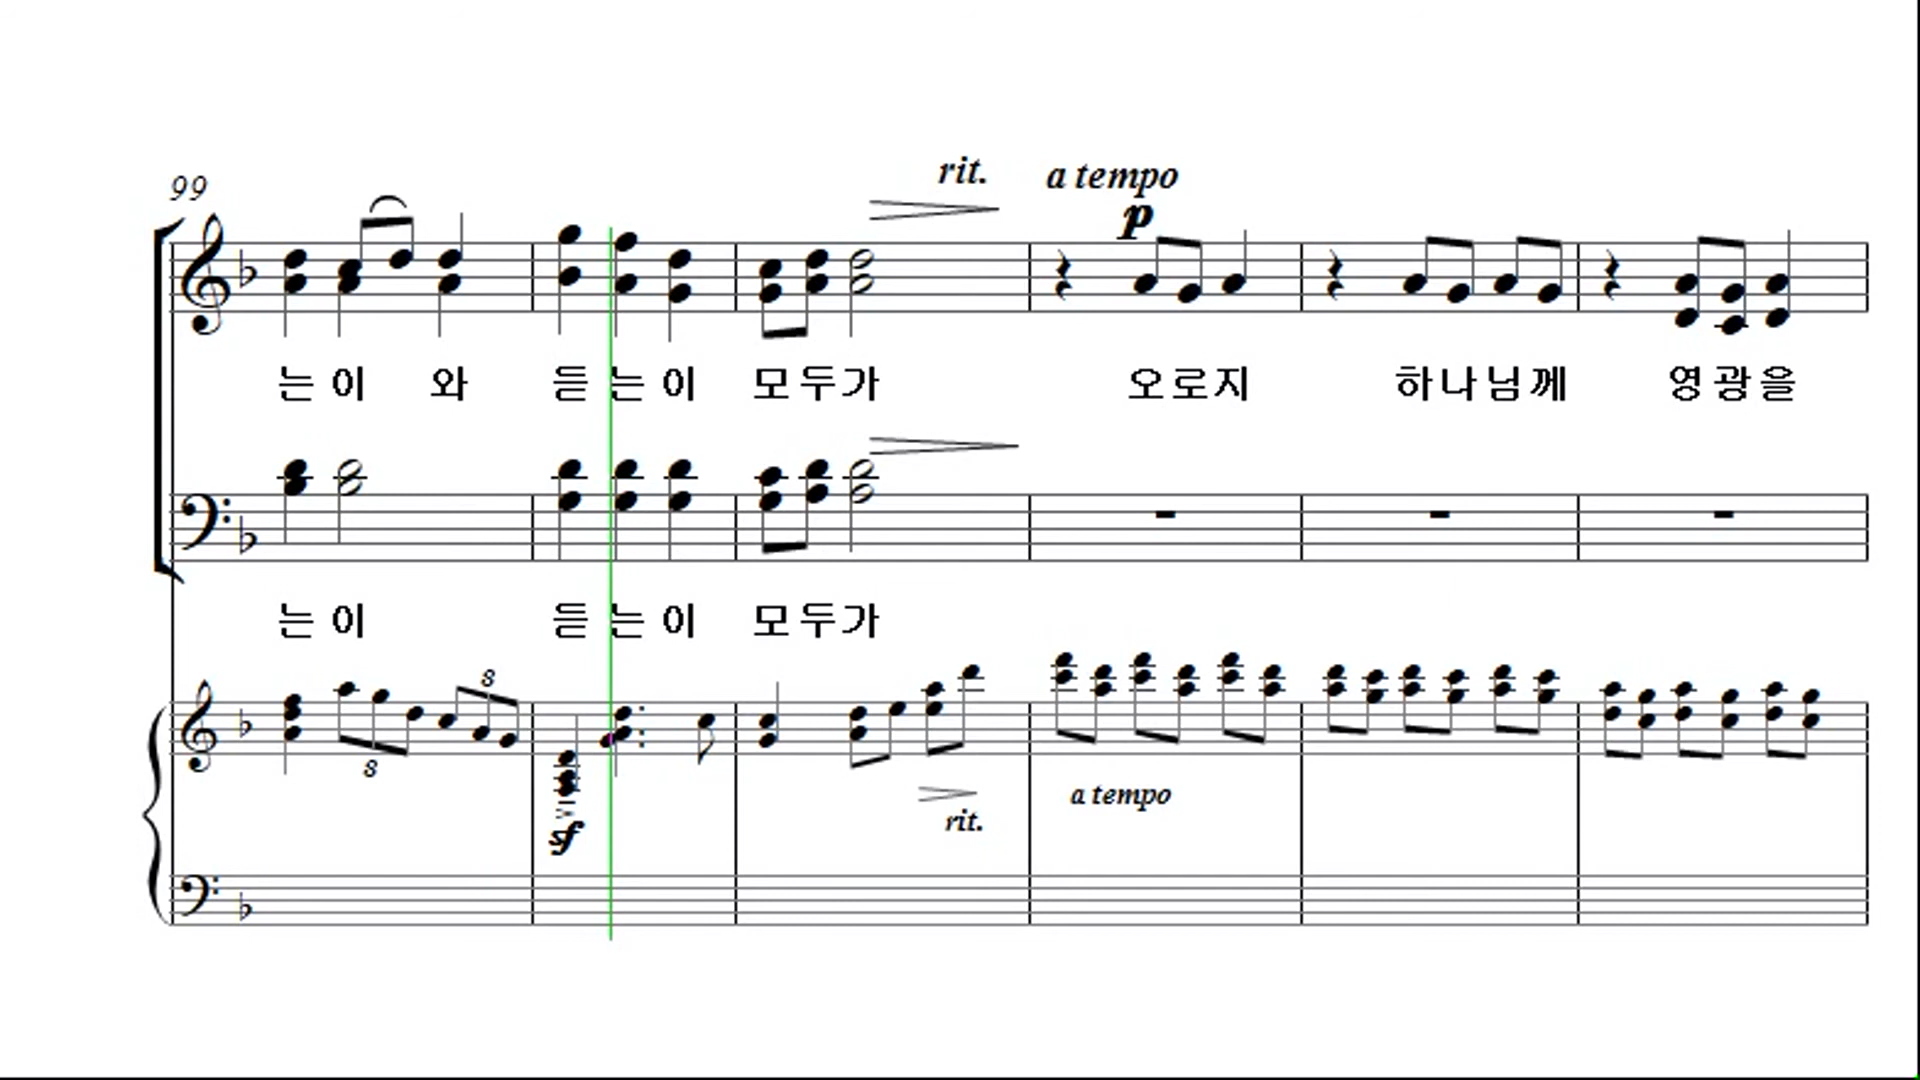 rit. a tempo
99
p
는 이 와 듣 는 이 모 두 가 오 로 지 하 나 님 께 영 광 을
는 이 듣 는 이 모 두 가
8
8
a tempo
rit.
sf